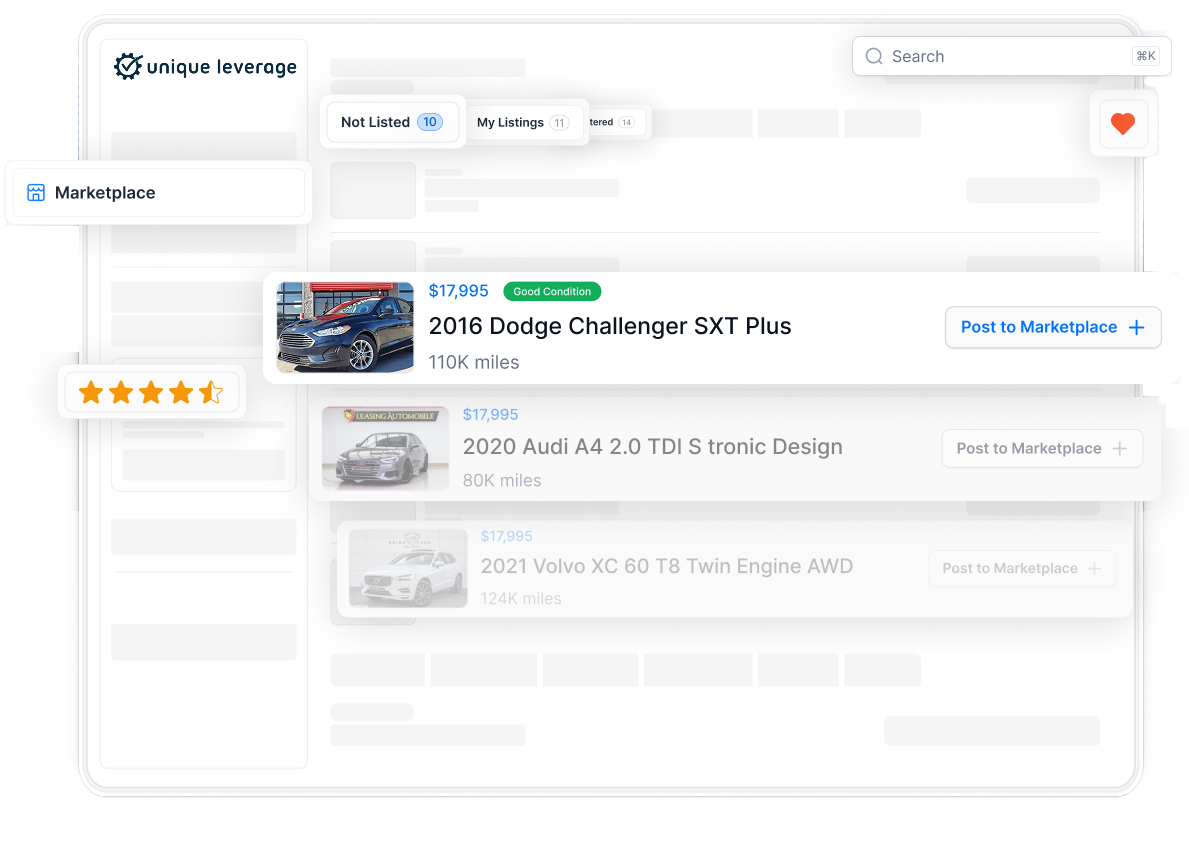 unique leverage
Search
⌘K
Not Listed 10
My Listings 11
tered 14
Marketplace
$17,995 Good Condition
2016 Dodge Challenger SXT Plus
110K miles
Post to Marketplace +
LEASING AUTOMOBILE
$17,995
2020 Audi A4 2.0 TDI S tronic Design
80K miles
Post to Marketplace +
$17,995
2021 Volvo XC 60 T8 Twin Engine AWD
124K miles
Post to Marketplace +